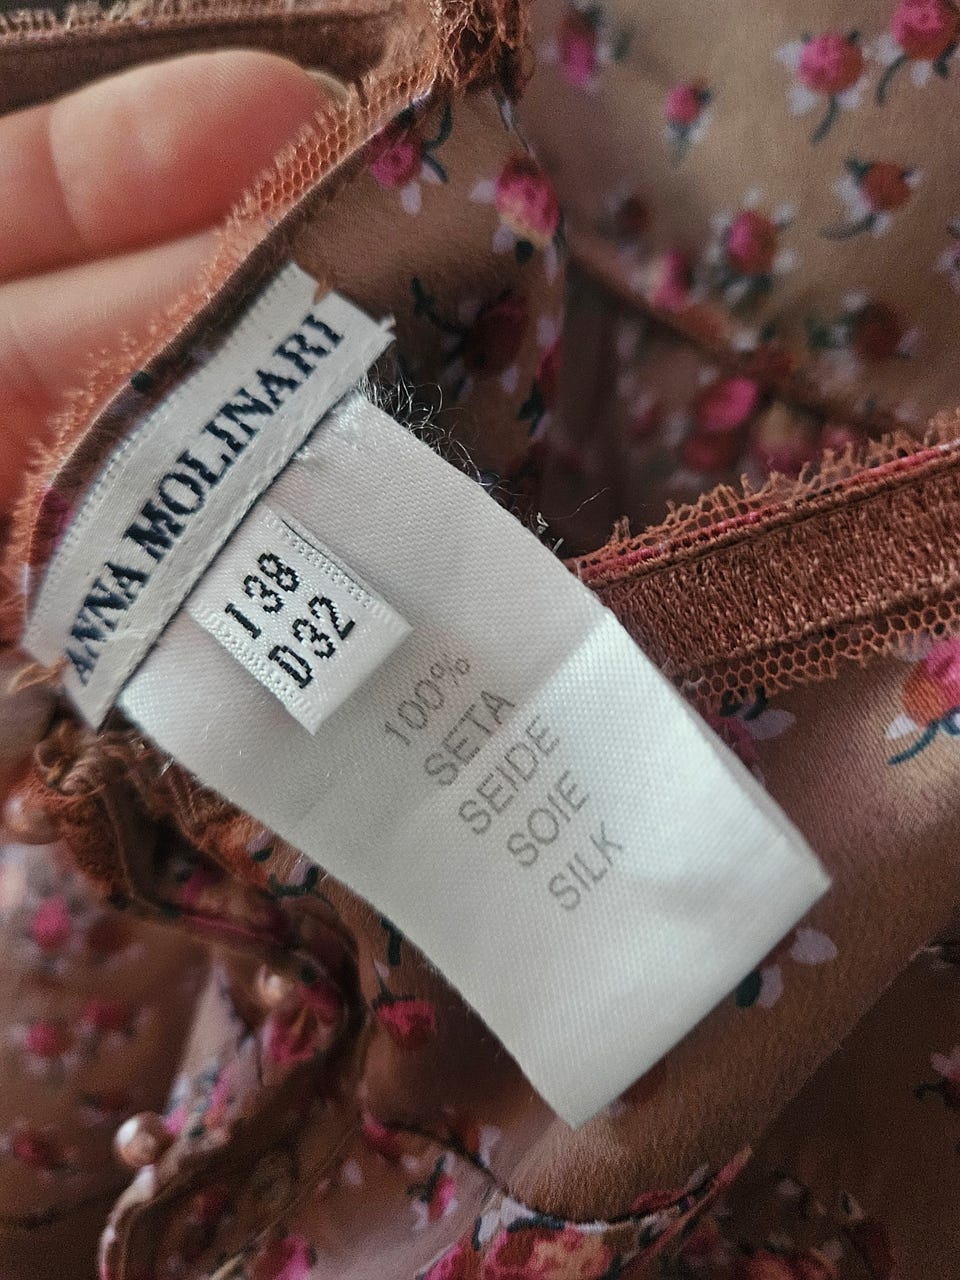 ANNA MOLINARI
I38
D32
100%
SETA
SEIDE
SOIE
SILK